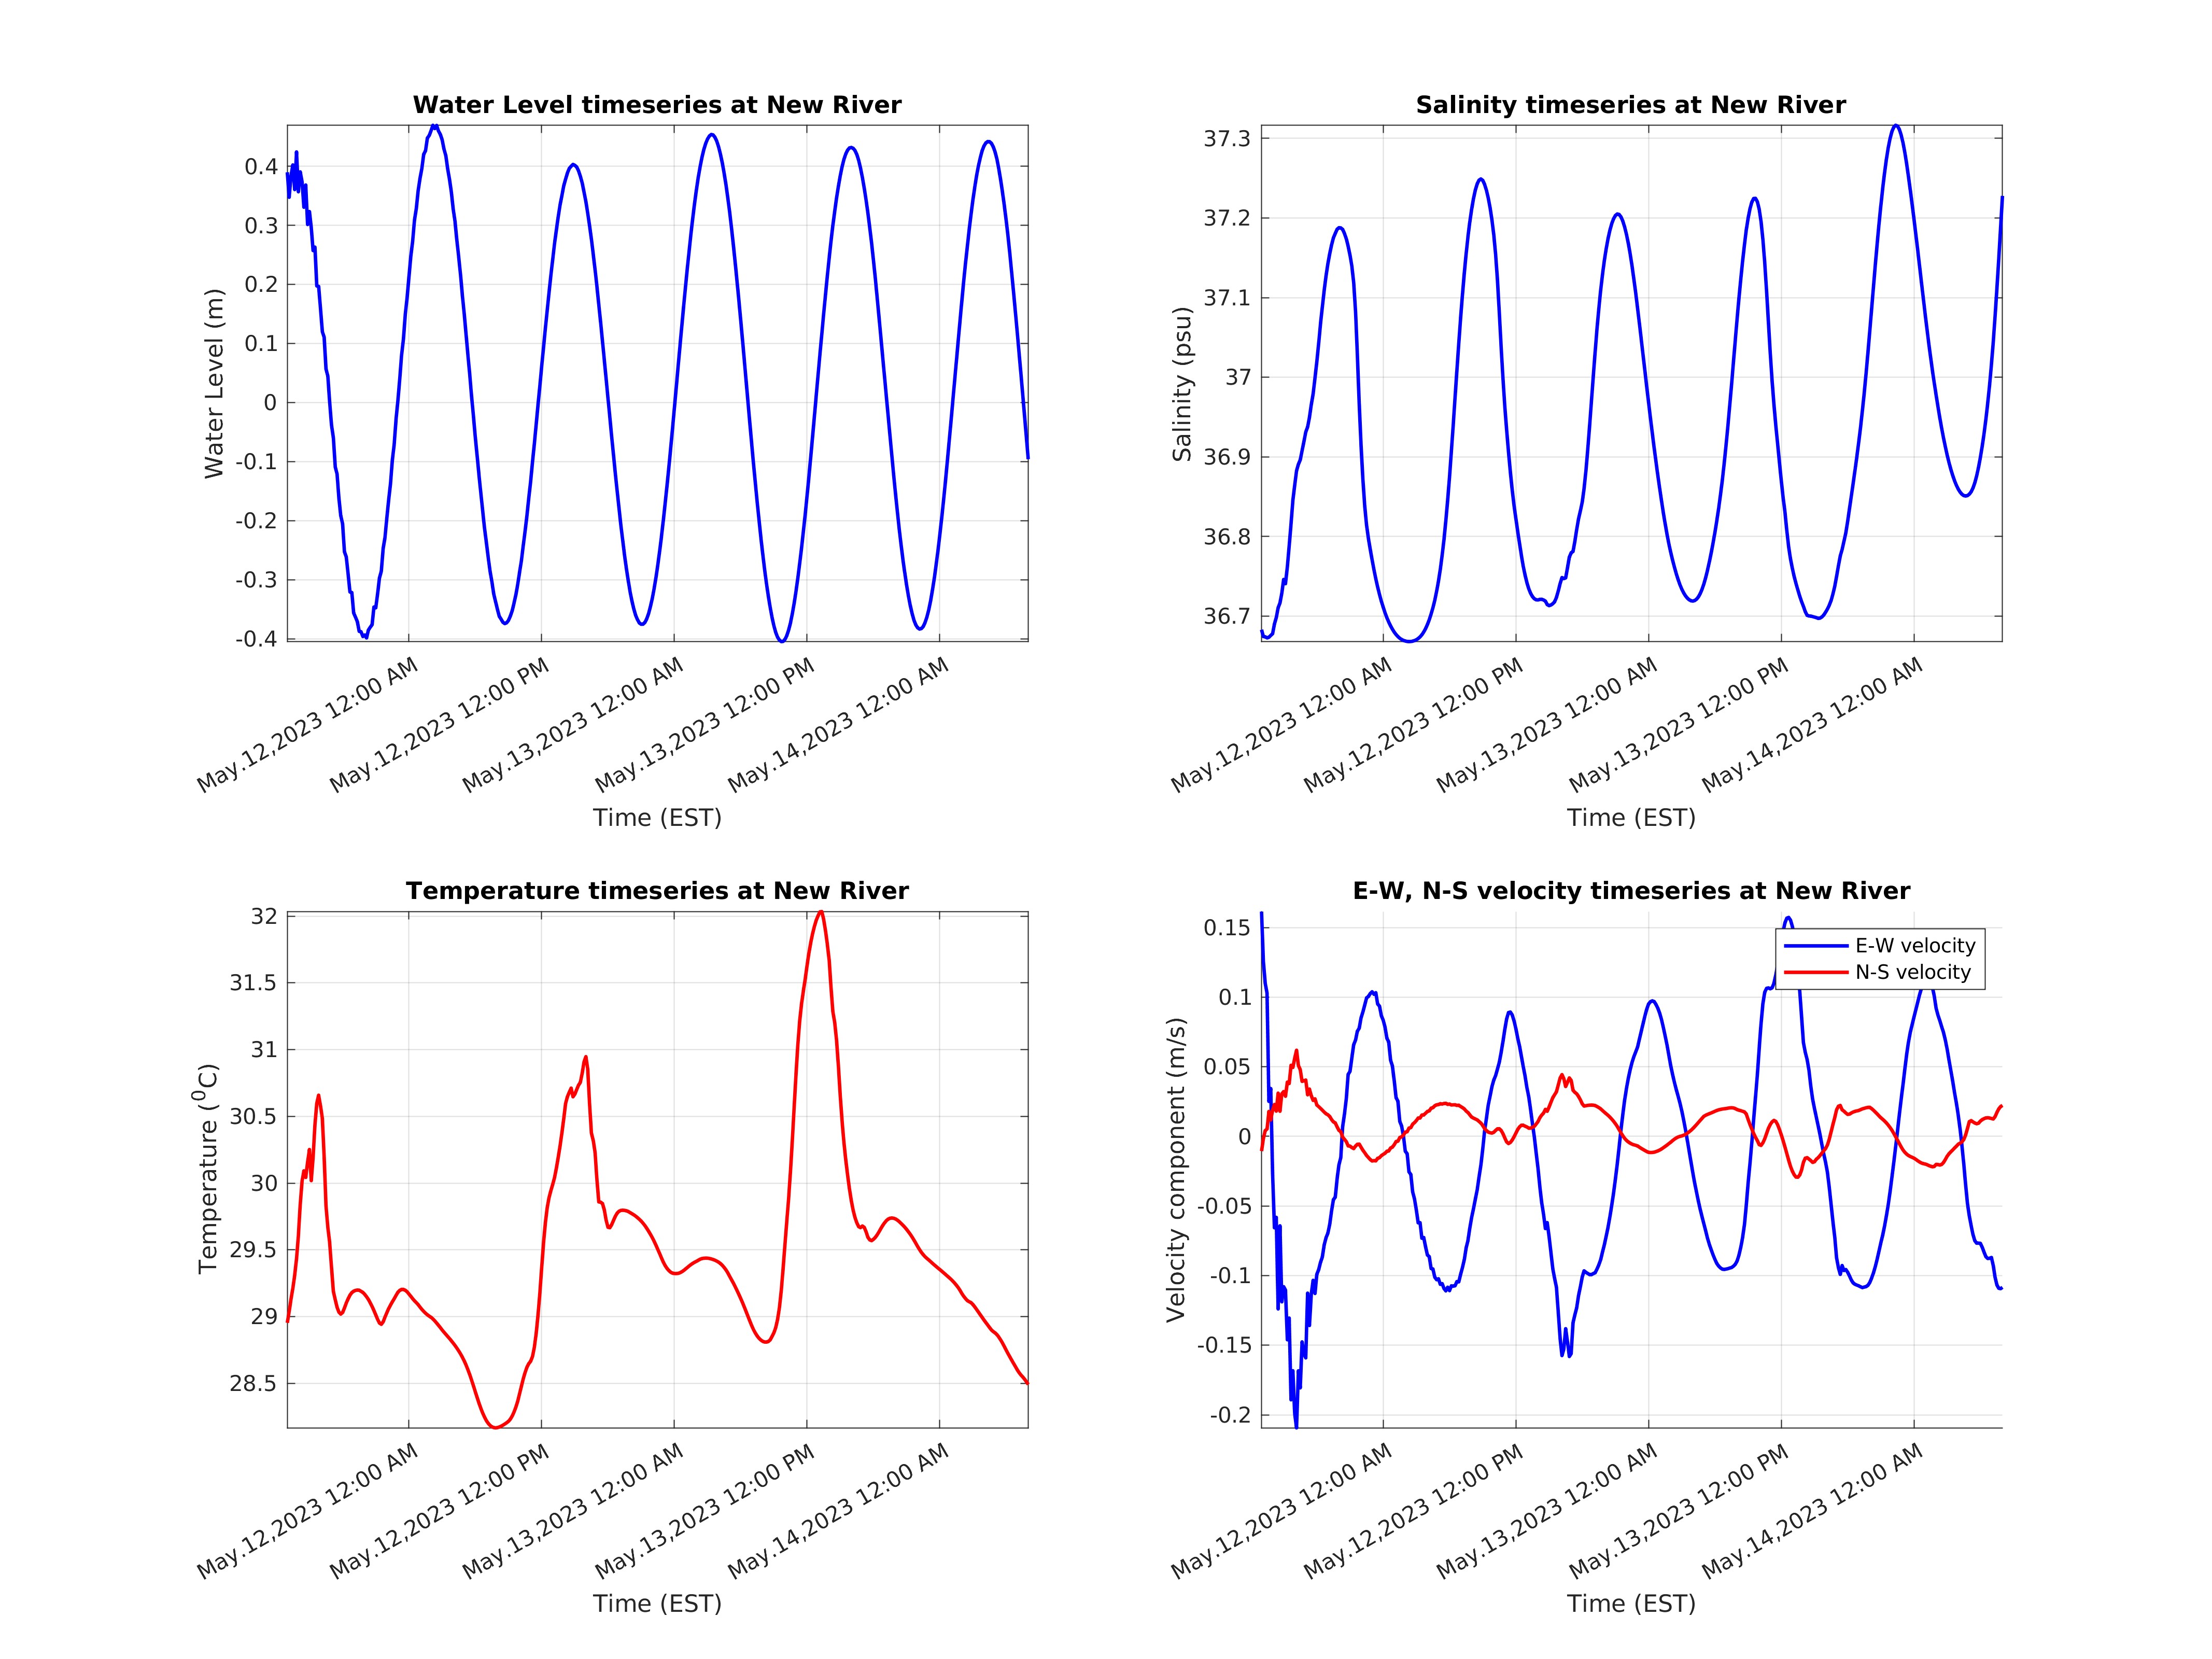 Water Level timeseries at New River
Water Level (m)
0.4
0.3
0.2
0.1
0
-0.1
-0.2
-0.3
-0.4
May.12,2023 12:00 AM
May.12,2023 12:00 PM
May.13,2023 12:00 AM
May.13,2023 12:00 PM
May.14,2023 12:00 AM
Time (EST)
Salinity timeseries at New River
Salinity (psu)
37.3
37.2
37.1
37
36.9
36.8
36.7
May.12,2023 12:00 AM
May.12,2023 12:00 PM
May.13,2023 12:00 AM
May.13,2023 12:00 PM
May.14,2023 12:00 AM
Time (EST)
Temperature timeseries at New River
Temperature (⁰C)
32
31.5
31
30.5
30
29.5
29
28.5
May.12,2023 12:00 AM
May.12,2023 12:00 PM
May.13,2023 12:00 AM
May.13,2023 12:00 PM
May.14,2023 12:00 AM
Time (EST)
E-W, N-S velocity timeseries at New River
Velocity component (m/s)
0.15
0.1
0.05
0
-0.05
-0.1
-0.15
-0.2
E-W velocity
N-S velocity
May.12,2023 12:00 AM
May.12,2023 12:00 PM
May.13,2023 12:00 AM
May.13,2023 12:00 PM
May.14,2023 12:00 AM
Time (EST)